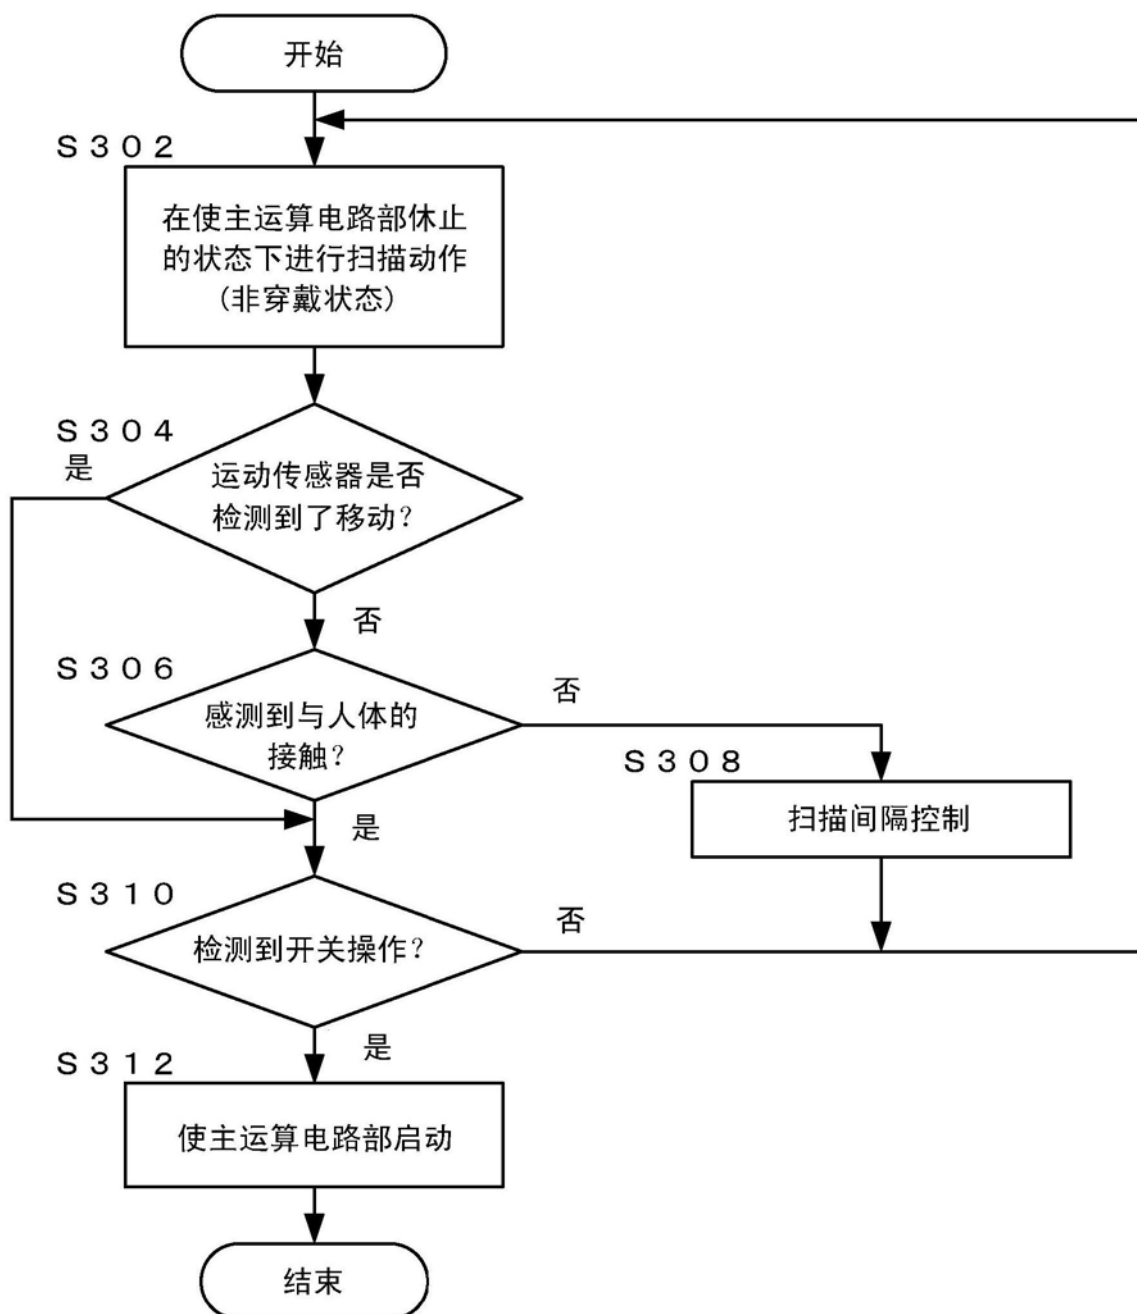 开始
S302
在使主运算电路部休止
的状态下进行扫描动作
(非穿戴状态)
S304
是
运动传感器是否
检测到了移动?
否
S306
感测到与人体的
接触?
否
S308
扫描间隔控制
是
S310
检测到开关操作?
否
是
S312
使主运算电路部启动
结束